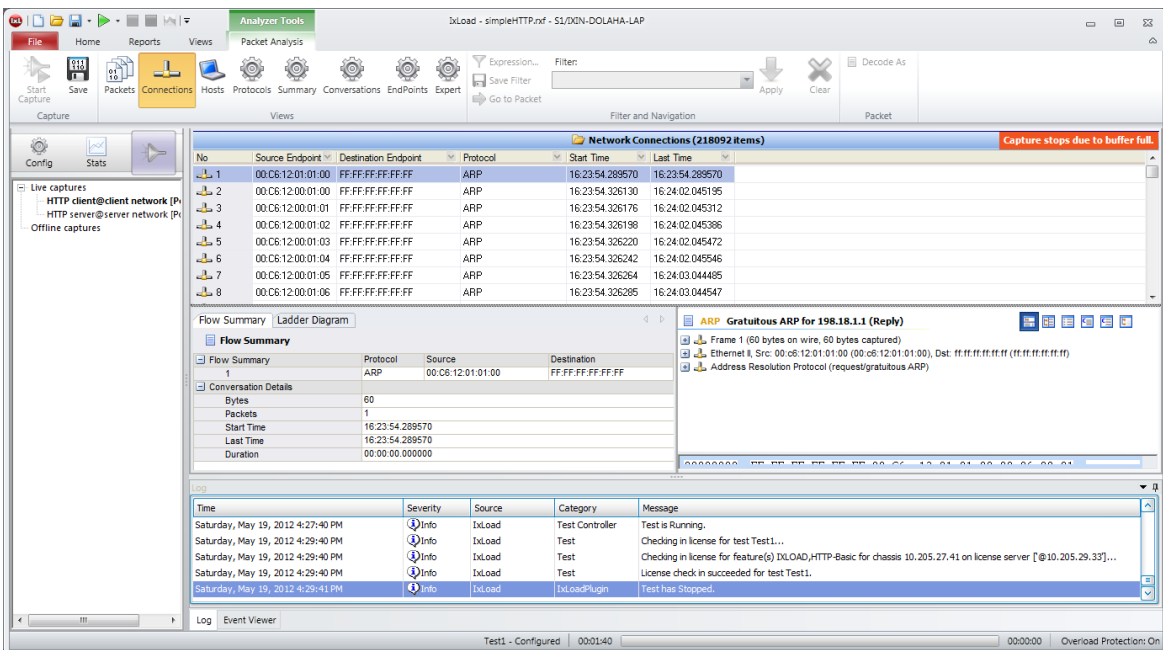 IxL Analyzer Tools IxLoad - simpleHTTP.rxf - S1/IXIN-DOLAHA-LAP
File Home Reports Views Packet Analysis
Start Capture Save Packets Connections Hosts Protocols Summary Conversations EndPoints Expert
Expression... Filter:
Save Filter
Go to Packet
Apply Clear Decode As
Capture Views Filter and Navigation Packet
Config Stats
Network Connections (218092 items) Capture stops due to buffer full.
No Source Endpoint Destination Endpoint Protocol Start Time Last Time
1 00:C6:12:01:01:00 FF:FF:FF:FF:FF:FF ARP 16:23:54.289570 16:23:54.289570
2 00:C6:12:00:01:00 FF:FF:FF:FF:FF:FF ARP 16:23:54.326130 16:24:02.045195
3 00:C6:12:00:01:01 FF:FF:FF:FF:FF:FF ARP 16:23:54.326176 16:24:02.045312
4 00:C6:12:00:01:02 FF:FF:FF:FF:FF:FF ARP 16:23:54.326198 16:24:02.045386
5 00:C6:12:00:01:03 FF:FF:FF:FF:FF:FF ARP 16:23:54.326220 16:24:02.045472
6 00:C6:12:00:01:04 FF:FF:FF:FF:FF:FF ARP 16:23:54.326242 16:24:02.045546
7 00:C6:12:00:01:05 FF:FF:FF:FF:FF:FF ARP 16:23:54.326264 16:24:03.044485
8 00:C6:12:00:01:06 FF:FF:FF:FF:FF:FF ARP 16:23:54.326285 16:24:03.044547
Live captures
HTTP client@client network [Po
HTTP server@server network [Po
Offline captures
Flow Summary Ladder Diagram
Flow Summary
Flow Summary Protocol Source Destination
1 ARP 00:C6:12:01:01:00 FF:FF:FF:FF:FF:FF
Conversation Details
Bytes 60
Packets 1
Start Time 16:23:54.289570
Last Time 16:23:54.289570
Duration 00:00:00.000000
ARP Gratuitous ARP for 198.18.1.1 (Reply)
Frame 1 (60 bytes on wire, 60 bytes captured)
Ethernet II, Src: 00:c6:12:01:01:00 (00:c6:12:01:01:00), Dst: ff:ff:ff:ff:ff:ff (ff:ff:ff:ff:ff:ff)
Address Resolution Protocol (request/gratuitous ARP)
Log
Time Severity Source Category Message
Saturday, May 19, 2012 4:27:40 PM Info IxLoad Test Controller Test is Running.
Saturday, May 19, 2012 4:29:40 PM Info IxLoad Test Checking in license for test Test1...
Saturday, May 19, 2012 4:29:40 PM Info IxLoad Test Checking in license for feature(s) IXLOAD,HTTP-Basic for chassis 10.205.27.41 on license server ['@10.205.29.33']...
Saturday, May 19, 2012 4:29:40 PM Info IxLoad Test License check in succeeded for test Test1.
Saturday, May 19, 2012 4:29:41 PM Info IxLoad IxLoadPlugin Test has Stopped.
Log Event Viewer
Test1 - Configured 00:01:40 00:00:00 Overload Protection: On